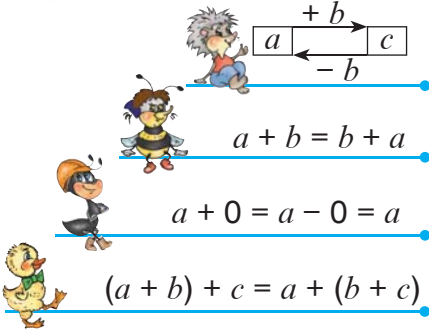 + b
a c
− b
a + b = b + a
a + 0 = a − 0 = a
(a + b) + c = a + (b + c)